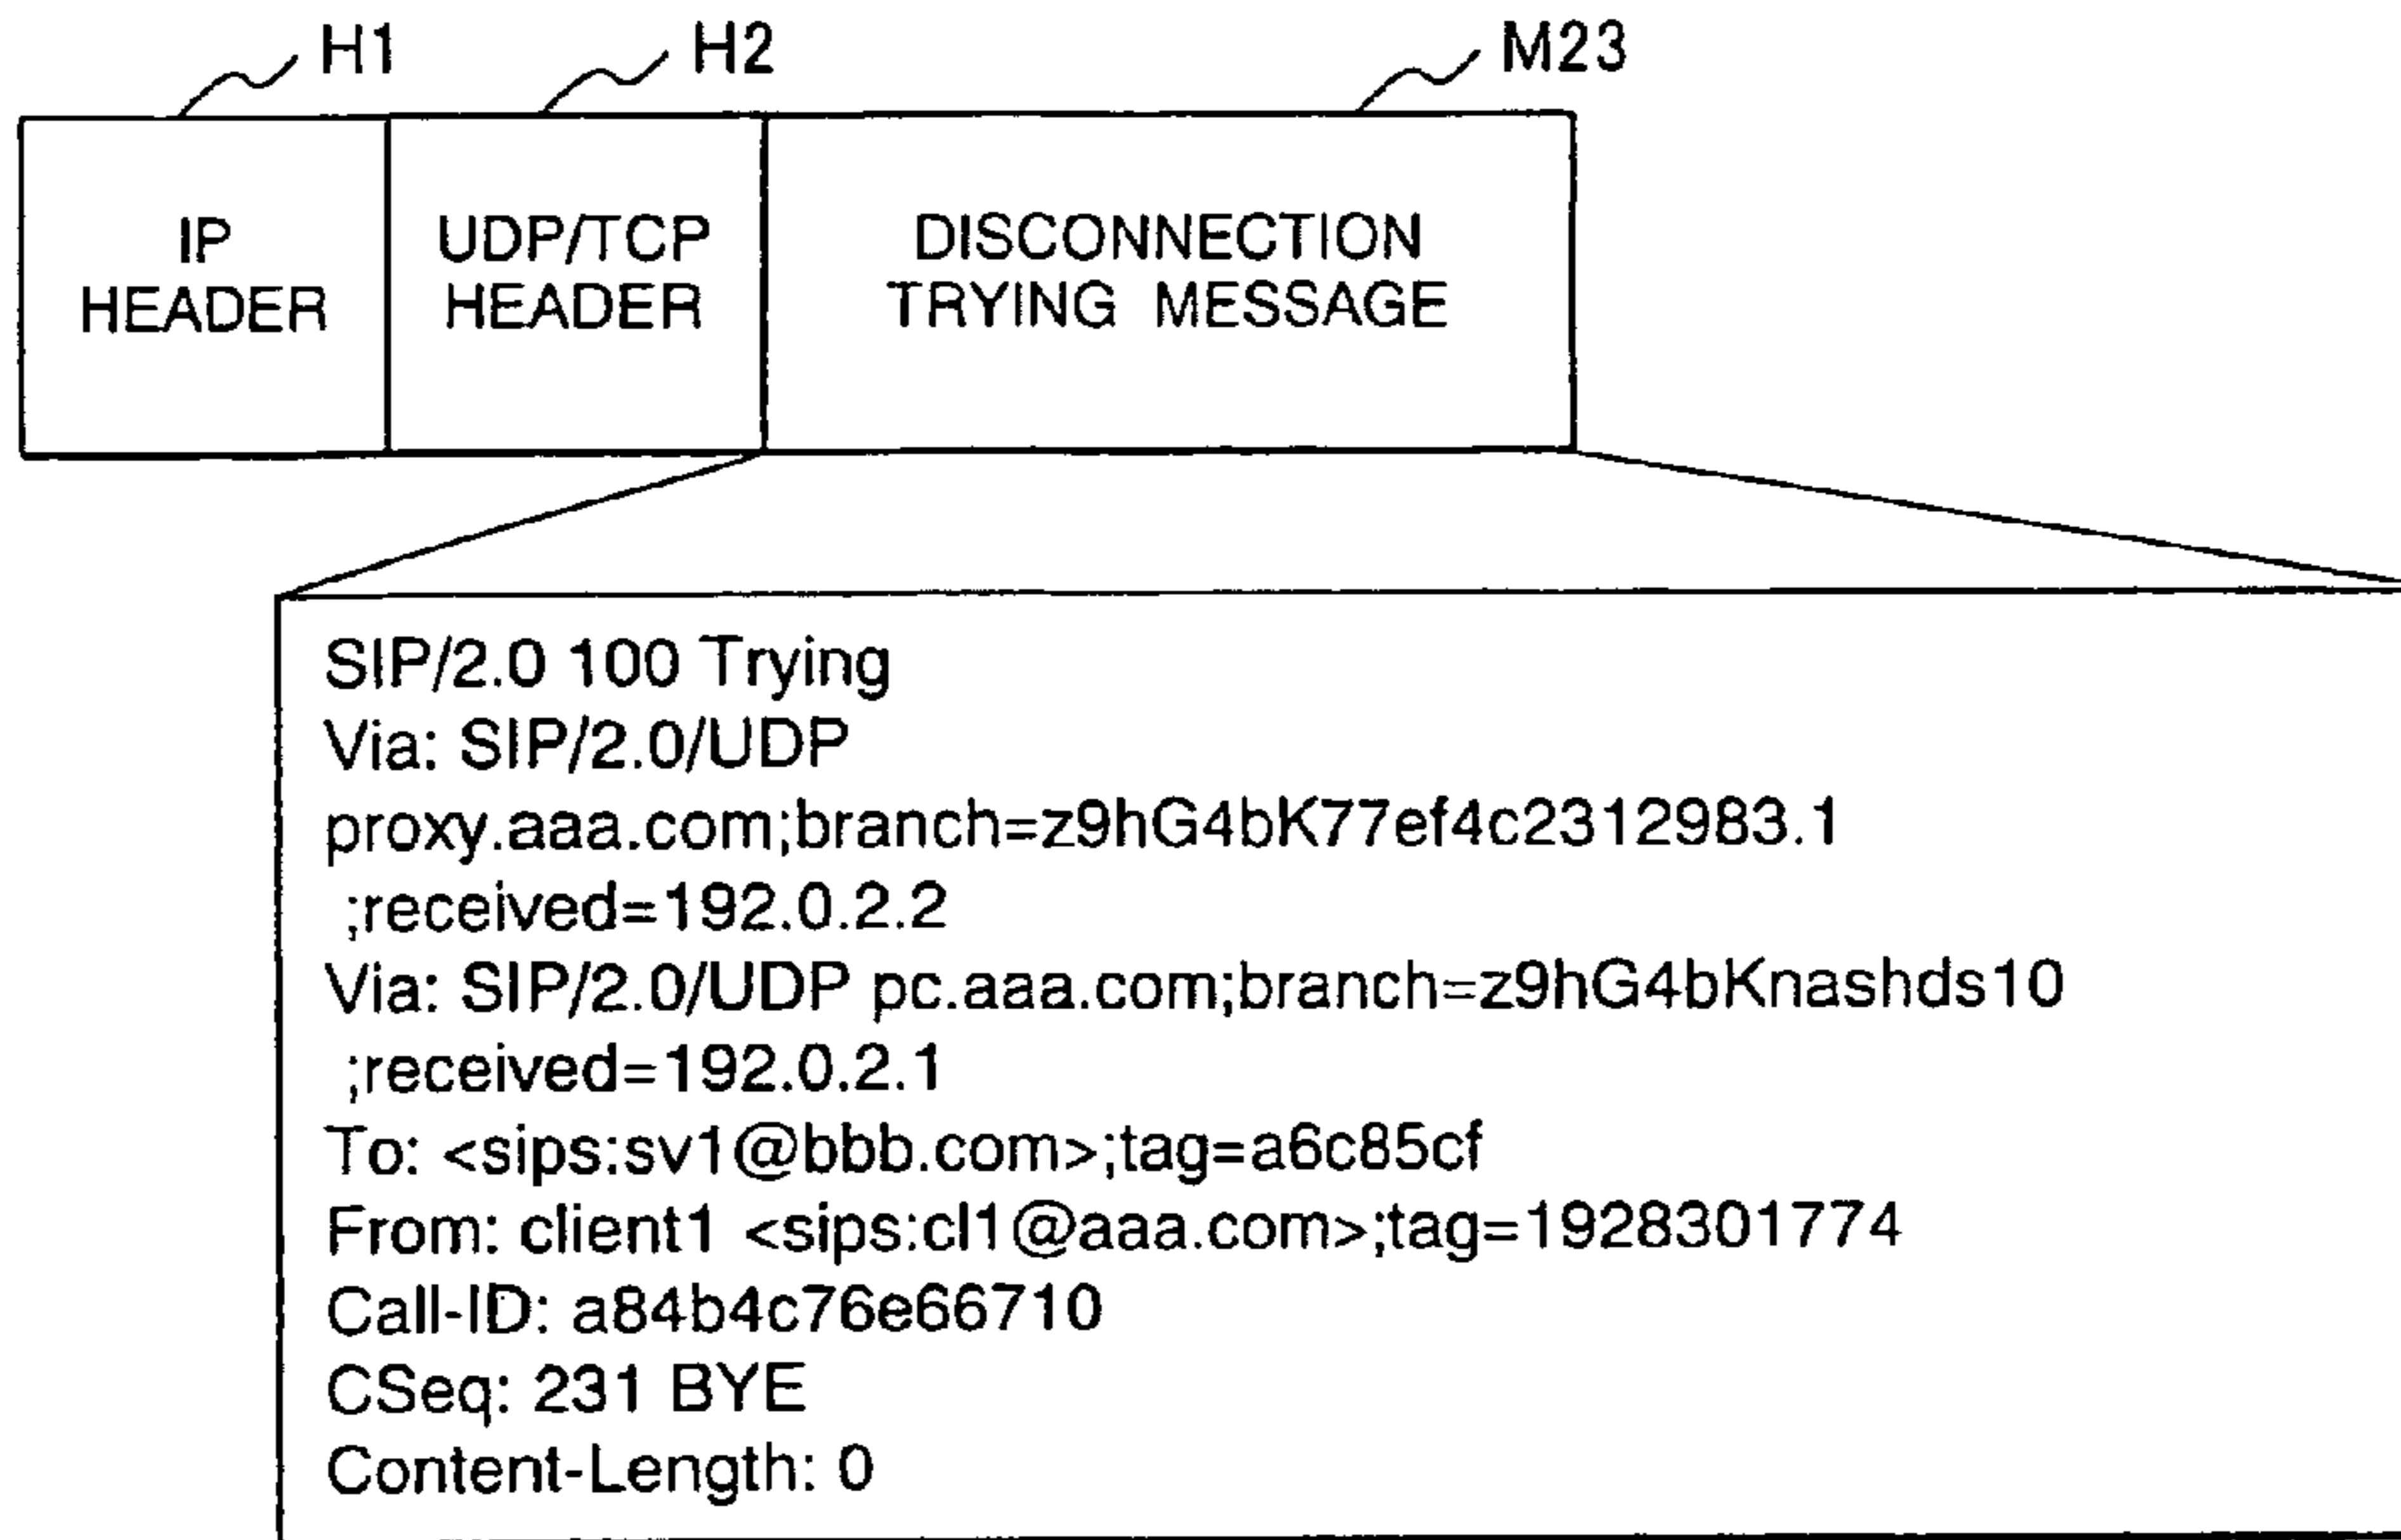 H1
H2
M23
IP
HEADER
UDP/TCP
HEADER
DISCONNECTION
TRYING MESSAGE
SIP/2.0 100 Trying
Via: SIP/2.0/UDP
proxy.aaa.com;branch=z9hG4bK77ef4c2312983.1
;received=192.0.2.2
Via: SIP/2.0/UDP pc.aaa.com;branch=z9hG4bKnashds10
;received=192.0.2.1
To: <sips:sv1@bbb.com>;tag=a6c85cf
From: client1 <sips:cl1@aaa.com>;tag=1928301774
Call-ID: a84b4c76e66710
CSeq: 231 BYE
Content-Length: 0